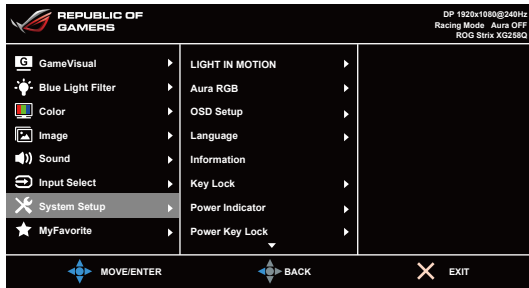 REPUBLIC OF
GAMERS
DP 1920x1080@240Hz
Racing Mode Aura OFF
ROG Strix XG258Q
G GameVisual
Blue Light Filter
Color
Image
Sound
Input Select
System Setup
MyFavorite
LIGHT IN MOTION
Aura RGB
OSD Setup
Language
Information
Key Lock
Power Indicator
Power Key Lock
MOVE/ENTER
BACK
EXIT